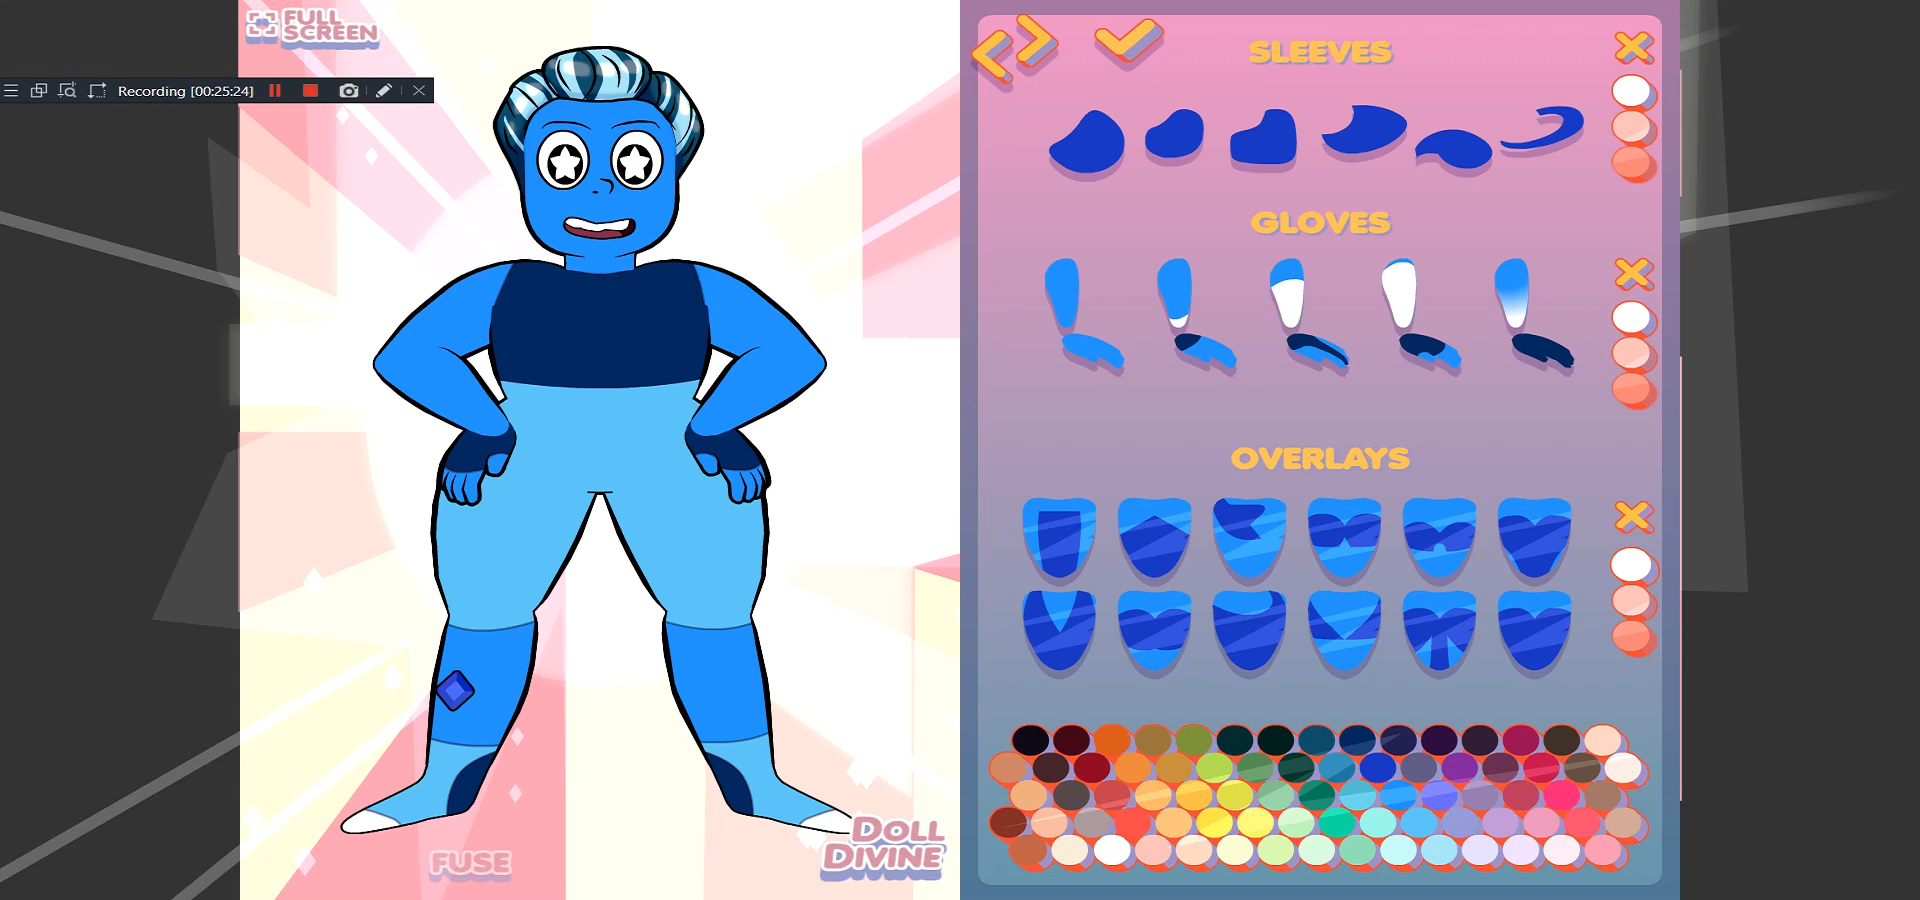 FULL
SCREEN
Recording [00:25:24]
SLEEVES
GLOVES
OVERLAYS
FUSE
DOLL
DIVINE